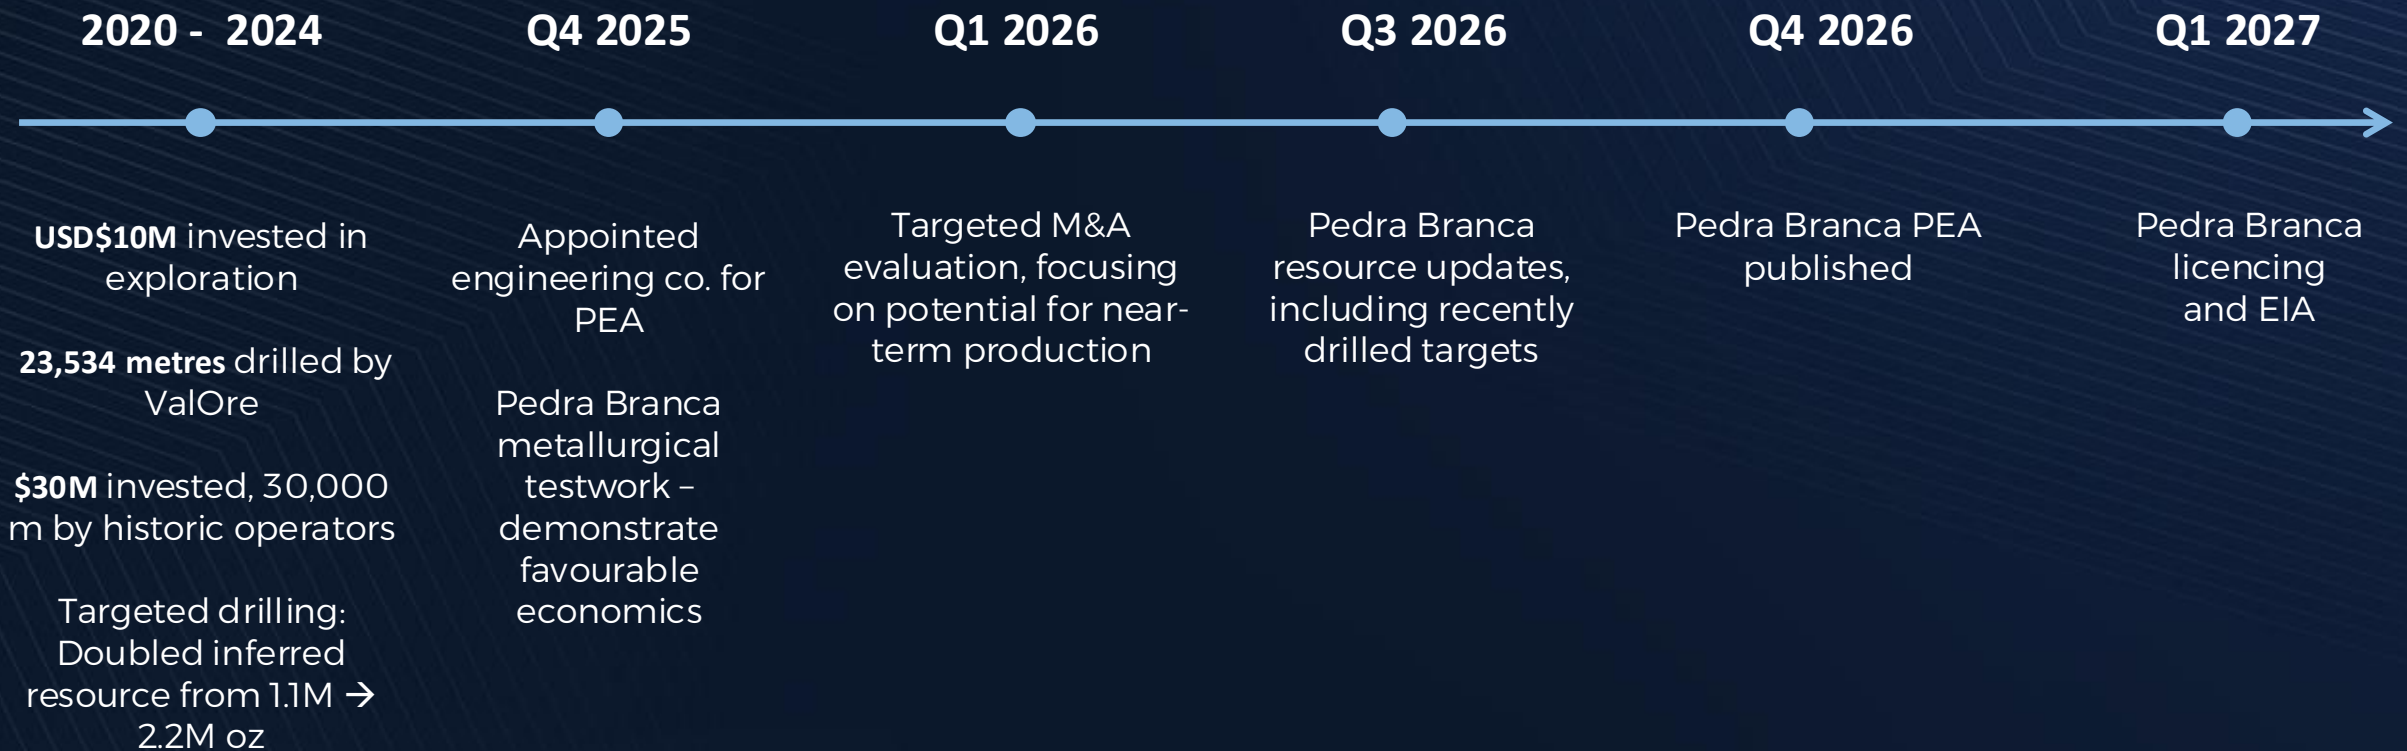 2020 -  2024
USD$10M invested in
exploration
23,534 metres drilled by
ValOre
$30M invested, 30,000
m by historic operators
Targeted drilling:
Doubled inferred
resource from 1.1M →
2.2M oz
Q4 2025
Appointed
engineering co. for
PEA
Pedra Branca
metallurgical
testwork –
demonstrate
favourable
economics
Q1 2026
Targeted M&A
evaluation, focusing
on potential for near-
term production
Q3 2026
Pedra Branca
resource updates,
including recently
drilled targets
Q4 2026
Pedra Branca PEA
published
Q1 2027
Pedra Branca
licencing
and EIA